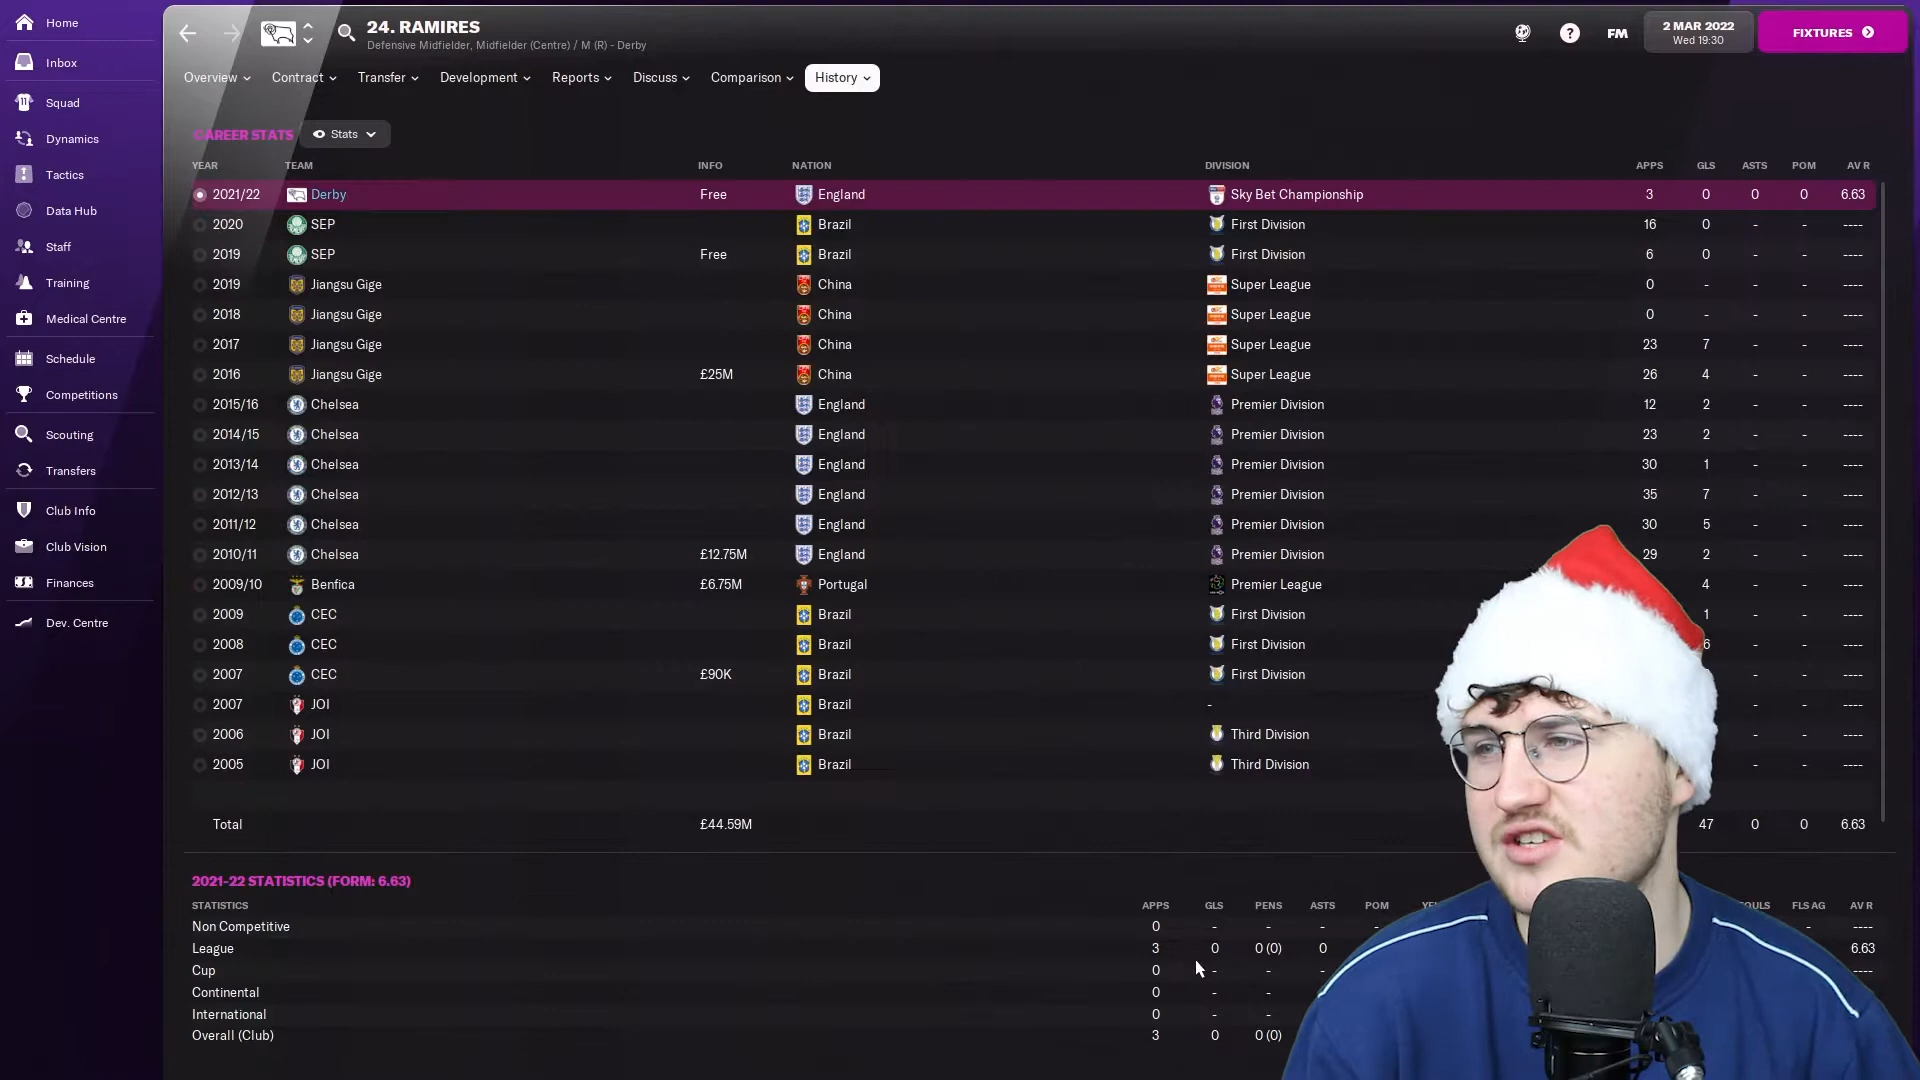 Home
Inbox
Squad
Dynamics
Tactics
Data Hub
Staff
Training
Medical Centre
Schedule
Competitions
Scouting
Transfers
Club Info
Club Vision
Finances
Dev. Centre
24. RAMIRES
Defensive Midfielder, Midfielder (Centre) / M (R) - Derby
? FM 2 MAR 2022 Wed 19:30 FIXTURES
Overview Contract Transfer Development Reports Discuss Comparison History
CAREER STATS Stats
YEAR TEAM INFO NATION DIVISION APPS GLS ASTS POM AV R
2021/22 Derby Free England Sky Bet Championship 3 0 0 0 6.63
2020 SEP Brazil First Division 16 0 - - ----
2019 SEP Free Brazil First Division 6 0 - - ----
2019 Jiangsu Gige China Super League 0 - - - ----
2018 Jiangsu Gige China Super League 0 - - - ----
2017 Jiangsu Gige China Super League 23 7 - - ----
2016 Jiangsu Gige £25M China Super League 26 4 - - ----
2015/16 Chelsea England Premier Division 12 2 - - ----
2014/15 Chelsea England Premier Division 23 2 - - ----
2013/14 Chelsea England Premier Division 30 1 - - ----
2012/13 Chelsea England Premier Division 35 7 - - ----
2011/12 Chelsea England Premier Division 30 5 - - ----
2010/11 Chelsea £12.75M England Premier Division 29 2 - - ----
2009/10 Benfica £6.75M Portugal Premier League 4 - - ----
2009 CEC Brazil First Division 1 - - ----
2008 CEC Brazil First Division 6 - - ----
2007 CEC £90K Brazil First Division - - ----
2007 JOI Brazil - - - ----
2006 JOI Brazil Third Division - - ----
2005 JOI Brazil Third Division - - ----
Total £44.59M 47 0 0 6.63
2021-22 STATISTICS (FORM: 6.63)
STATISTICS APPS GLS PENS ASTS POM FLS AG AV R
Non Competitive 0 - - - - - ----
League 3 0 0 (0) 0 6.63
Cup 0 - - - ----
Continental 0 - -
International 0 - -
Overall (Club) 3 0 0 (0)